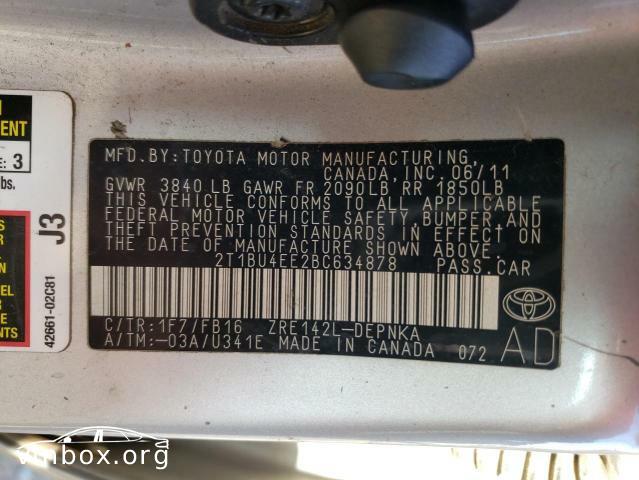 MFD.BY:TOYOTA MOTOR MANUFACTURING,
CANADA, INC. 06/11
GVWR 3840 LB GAWR FR 2090LB RR 1850LB
THIS VEHICLE CONFORMS TO ALL APPLICABLE
FEDERAL MOTOR VEHICLE SAFETY BUMPER AND
THEFT PREVENTION STANDARDS IN EFFECT ON
THE DATE OF MANUFACTURE SHOWN ABOVE.
2T1BU4EE2BC634878 PASS.CAR
C/TR:1F7/FB16 ZRE142L-DEPNKA
A/TM:-03A/U341E MADE IN CANADA 072
AD
: 3
lbs.
J3
42661-02C81
vinbox.org